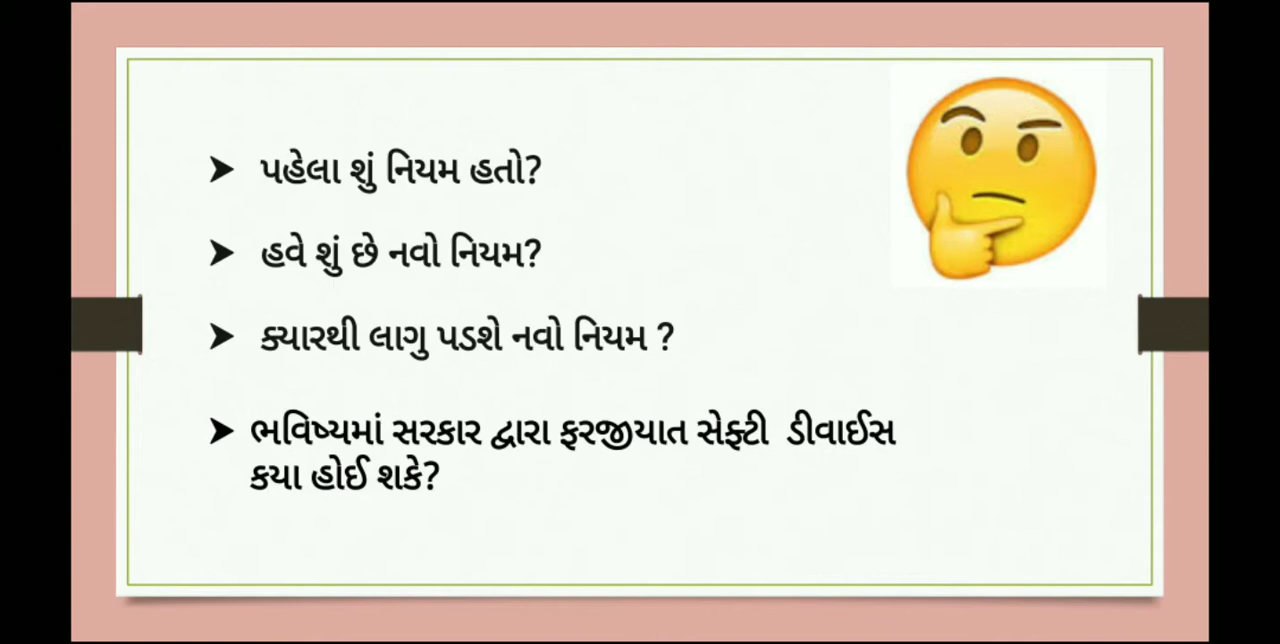 ➤ પહેલા શું નિયમ હતો?
➤ હવે શું છે નવો નિયમ?
➤ ક્યારથી લાગુ પડશે નવો નિયમ ?
➤ ભવિષ્યમાં સરકાર દ્વારા ફરજીયાત સેફ્ટી ડીવાઈસ
કયા હોઈ શકે?